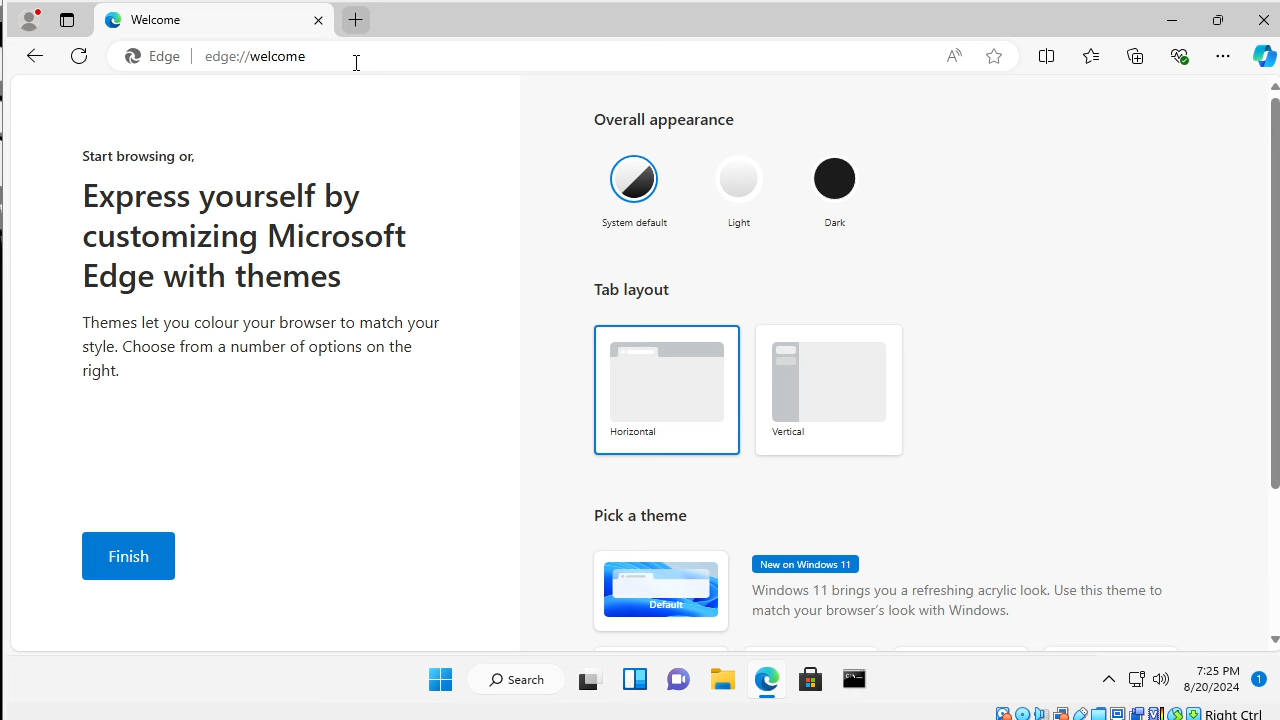 Welcome
Edge
edge://welcome
Start browsing or,
Express yourself by
customizing Microsoft
Edge with themes
Themes let you colour your browser to match your
style. Choose from a number of options on the
right.
Finish
Overall appearance
System default
Light
Dark
Tab layout
Horizontal
Vertical
Pick a theme
Default
New on Windows 11
Windows 11 brings you a refreshing acrylic look. Use this theme to
match your browser's look with Windows.
Search
7:25 PM
8/20/2024
1
Right Ctrl